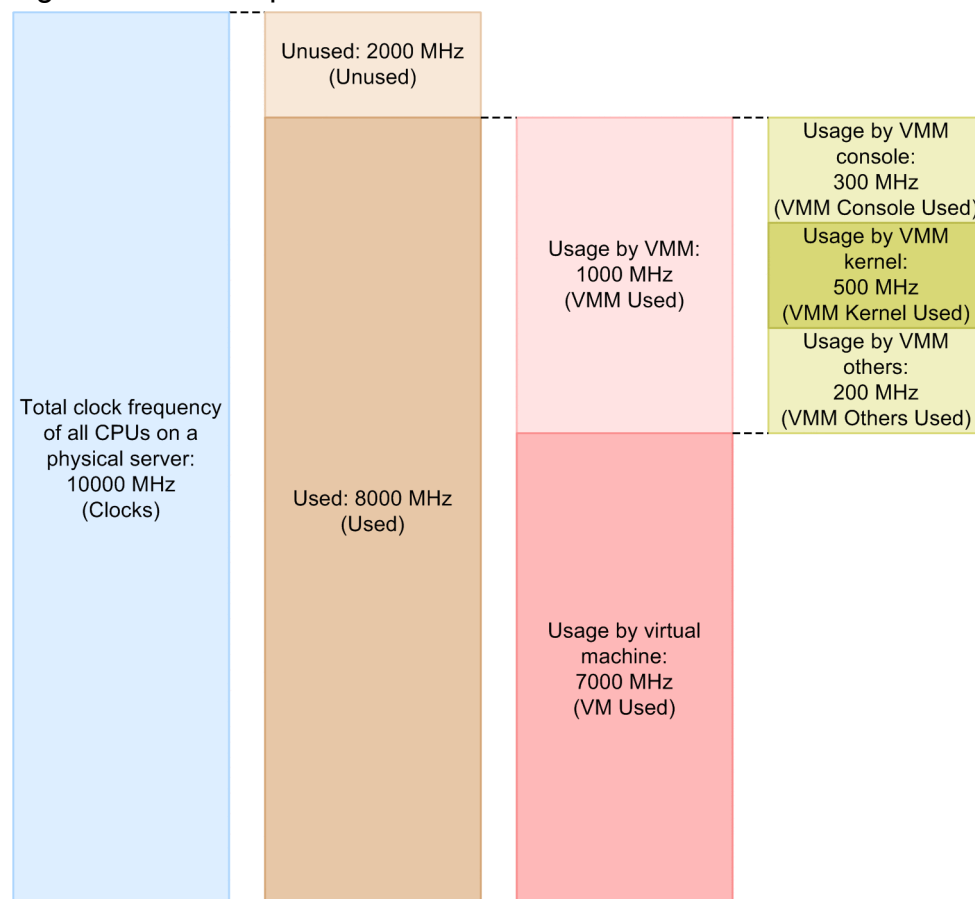 Unused: 2000 MHz
(Unused)
Usage by VMM
console:
300 MHz
(VMM Console Used)
Usage by VMM
kernel:
500 MHz
(VMM Kernel Used)
Usage by VMM
others:
200 MHz
(VMM Others Used)
Usage by VMM:
1000 MHz
(VMM Used)
Total clock frequency
of all CPUs on a
physical server:
10000 MHz
(Clocks)
Used: 8000 MHz
(Used)
Usage by virtual
machine:
7000 MHz
(VM Used)